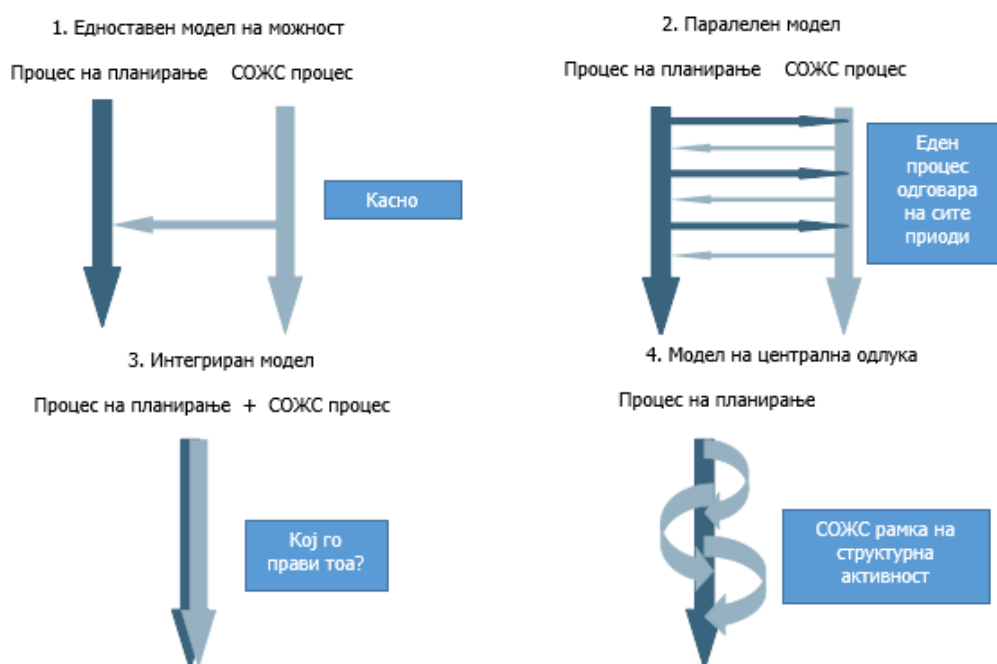 1. Едноставен модел на можност
Процес на планирање СОЖС процес
Касно
2. Паралелен модел
Процес на планирање СОЖС процес
Еден
процес
одговара
на сите
приоди
3. Интегриран модел
Процес на планирање + СОЖС процес
Кој го
прави тоа?
4. Модел на централна одлука
Процес на планирање
СОЖС рамка на
структурна
активност